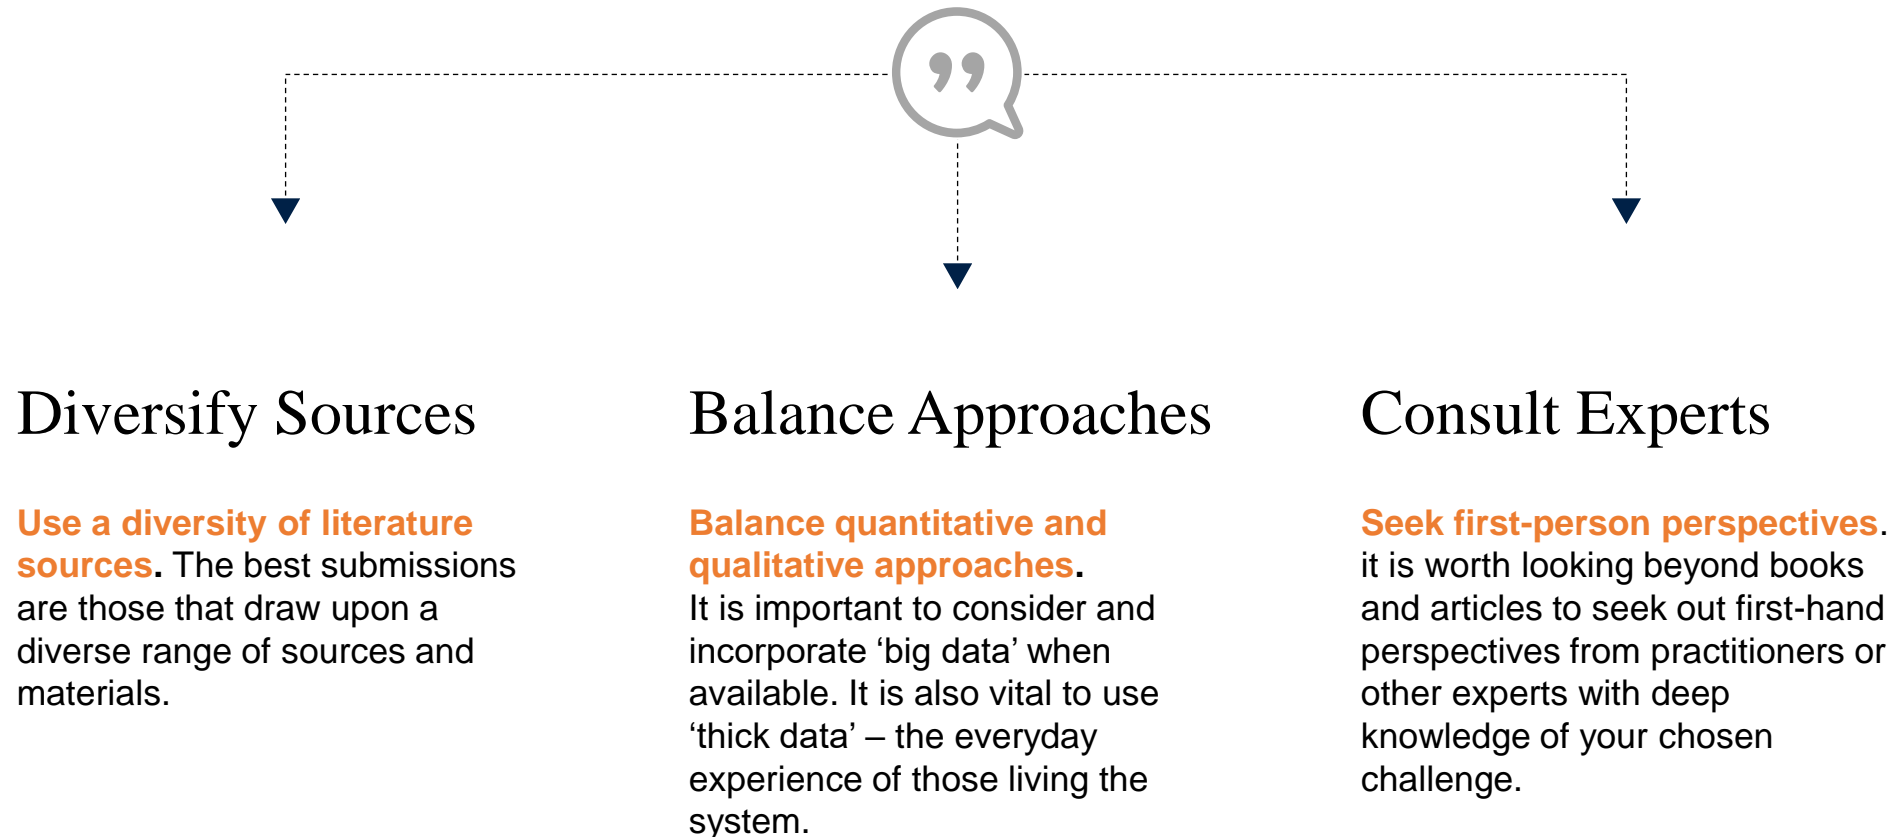 Diversify Sources
Use a diversity of literature
sources. The best submissions
are those that draw upon a
diverse range of sources and
materials.
Balance Approaches
Balance quantitative and
qualitative approaches.
It is important to consider and
incorporate ‘big data’ when
available. It is also vital to use
‘thick data’ – the everyday
experience of those living the
system.
Consult Experts
Seek first-person perspectives.
it is worth looking beyond books
and articles to seek out first-hand
perspectives from practitioners or
other experts with deep
knowledge of your chosen
challenge.